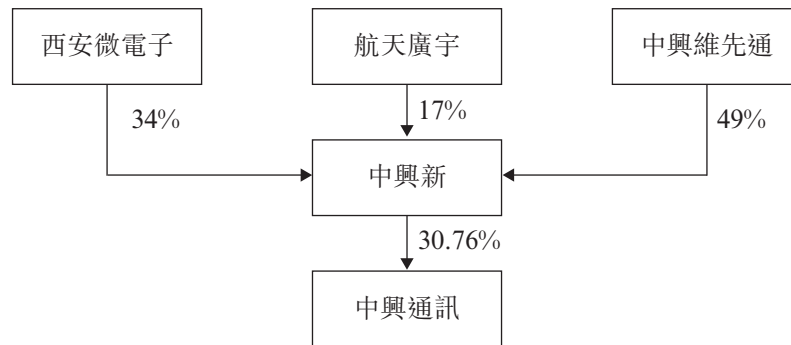 西安微電子
航天廣宇
中興維先通
34%
17%
49%
中興新
30.76%
中興通訊